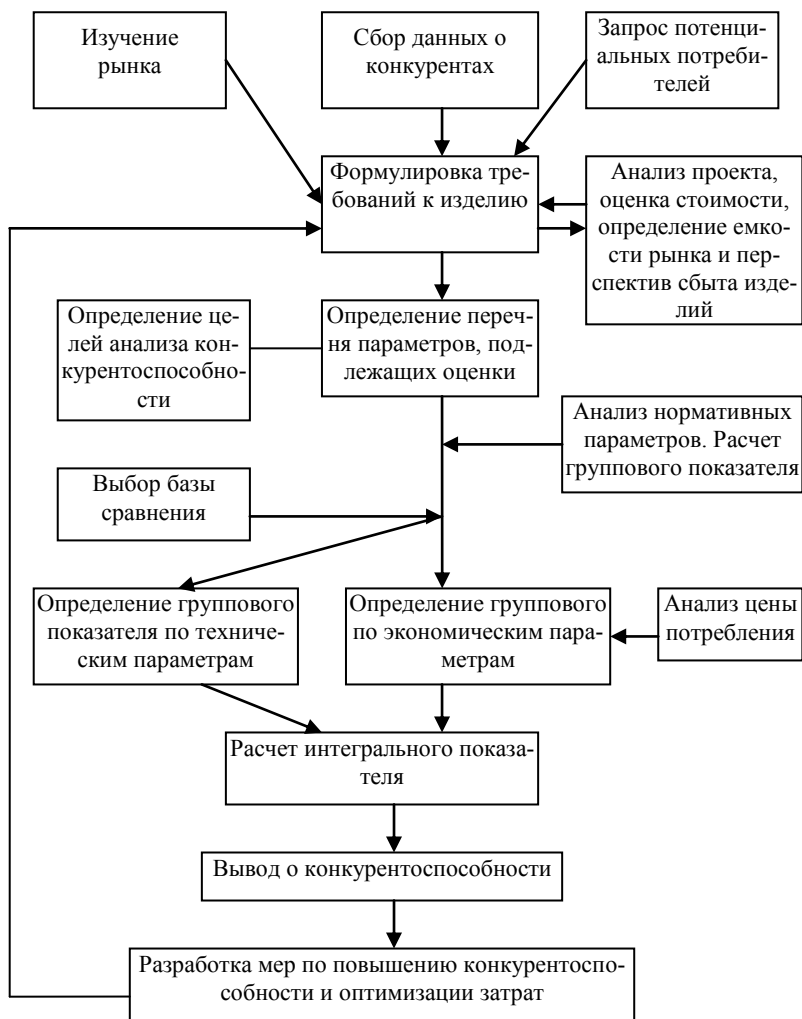 Изучение
рынка
Сбор данных о
конкурентах
Запрос потенци-
альных потреби-
телей
Формулировка тре-
бований к изделию
Анализ проекта,
оценка стоимости,
определение емко-
сти рынка и пер-
спектив сбыта изде-
лий
Определение це-
лей анализа кон-
курентоспособно-
сти
Определение переч-
ня параметров, под-
лежащих оценки
Анализ нормативных
параметров. Расчет
группового показателя
Выбор базы
сравнения
Определение группового
показателя по техниче-
ским параметрам
Определение группового
по экономическим пара-
метрам
Анализ цены
потребления
Расчет интегрального показа-
теля
Вывод о конкурентоспособности
Разработка мер по повышению конкурентоспо-
собности и оптимизации затрат